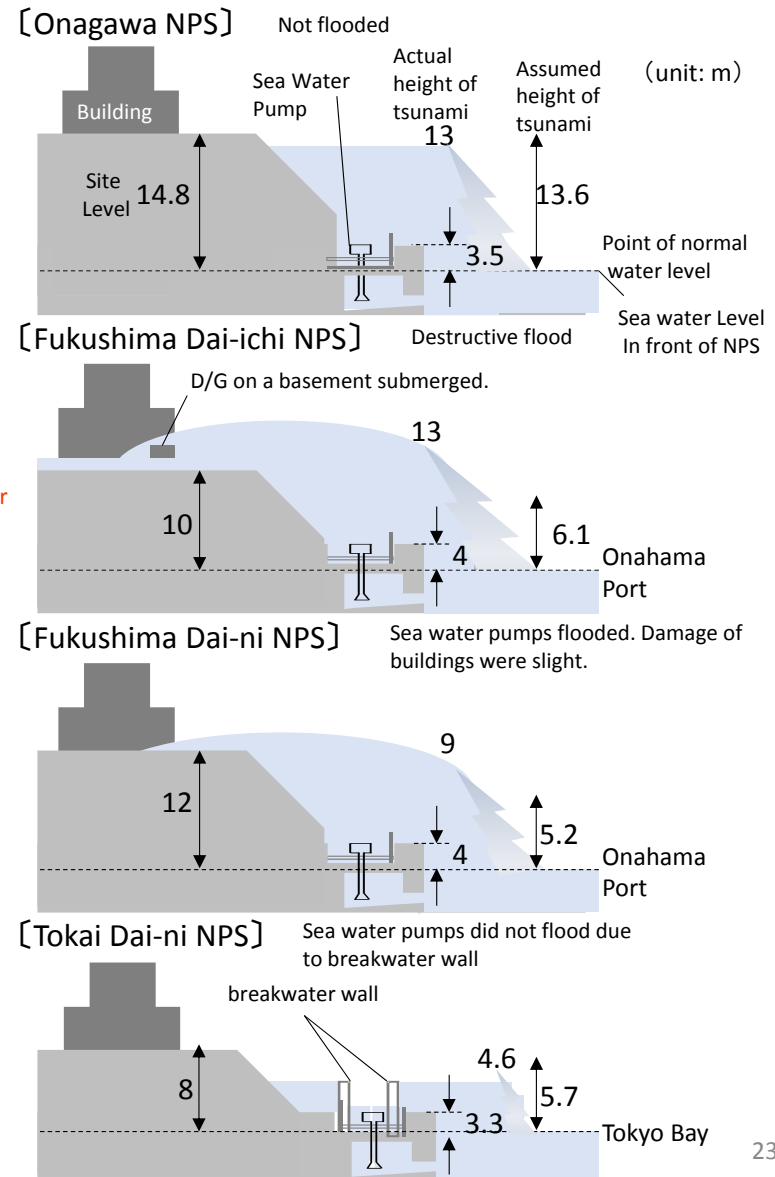 〔Onagawa NPS〕
Not flooded
(unit: m)
Building
Sea Water
Pump
Actual
height of
tsunami
13
Assumed
height of
tsunami
Site
Level
14.8
13.6
3.5
Point of normal
water level
Sea water Level
In front of NPS
〔Fukushima Dai-ichi NPS〕
Destructive flood
D/G on a basement submerged.
13
r
10
4
6.1
Onahama
Port
〔Fukushima Dai-ni NPS〕
Sea water pumps flooded. Damage of
buildings were slight.
9
12
4
5.2
Onahama
Port
〔Tokai Dai-ni NPS〕
Sea water pumps did not flood due
to breakwater wall
breakwater wall
4.6
8
3.3
5.7
Tokyo Bay
23